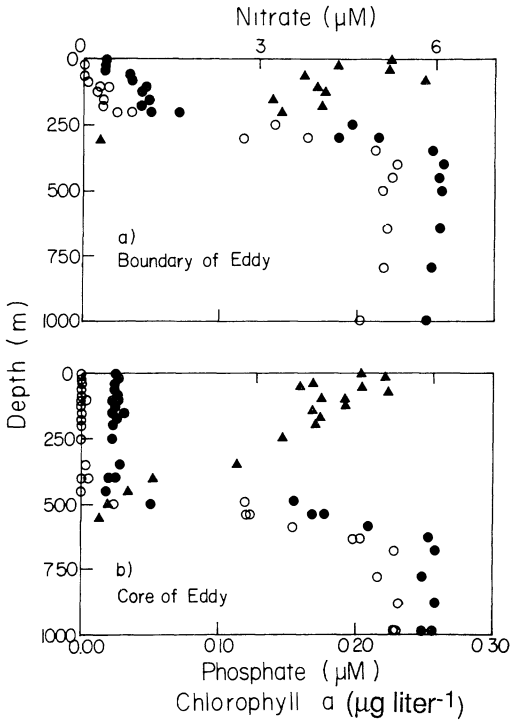 Nitrate (μM)
0 3 6
0
250
500
750
1000
a)
Boundary of Eddy
Depth (m)
0
250
500
750
1000
b)
Core of Eddy
0.00 0.10 0.20 0.30
Phosphate (μM)
Chlorophyll a (μg liter-1)